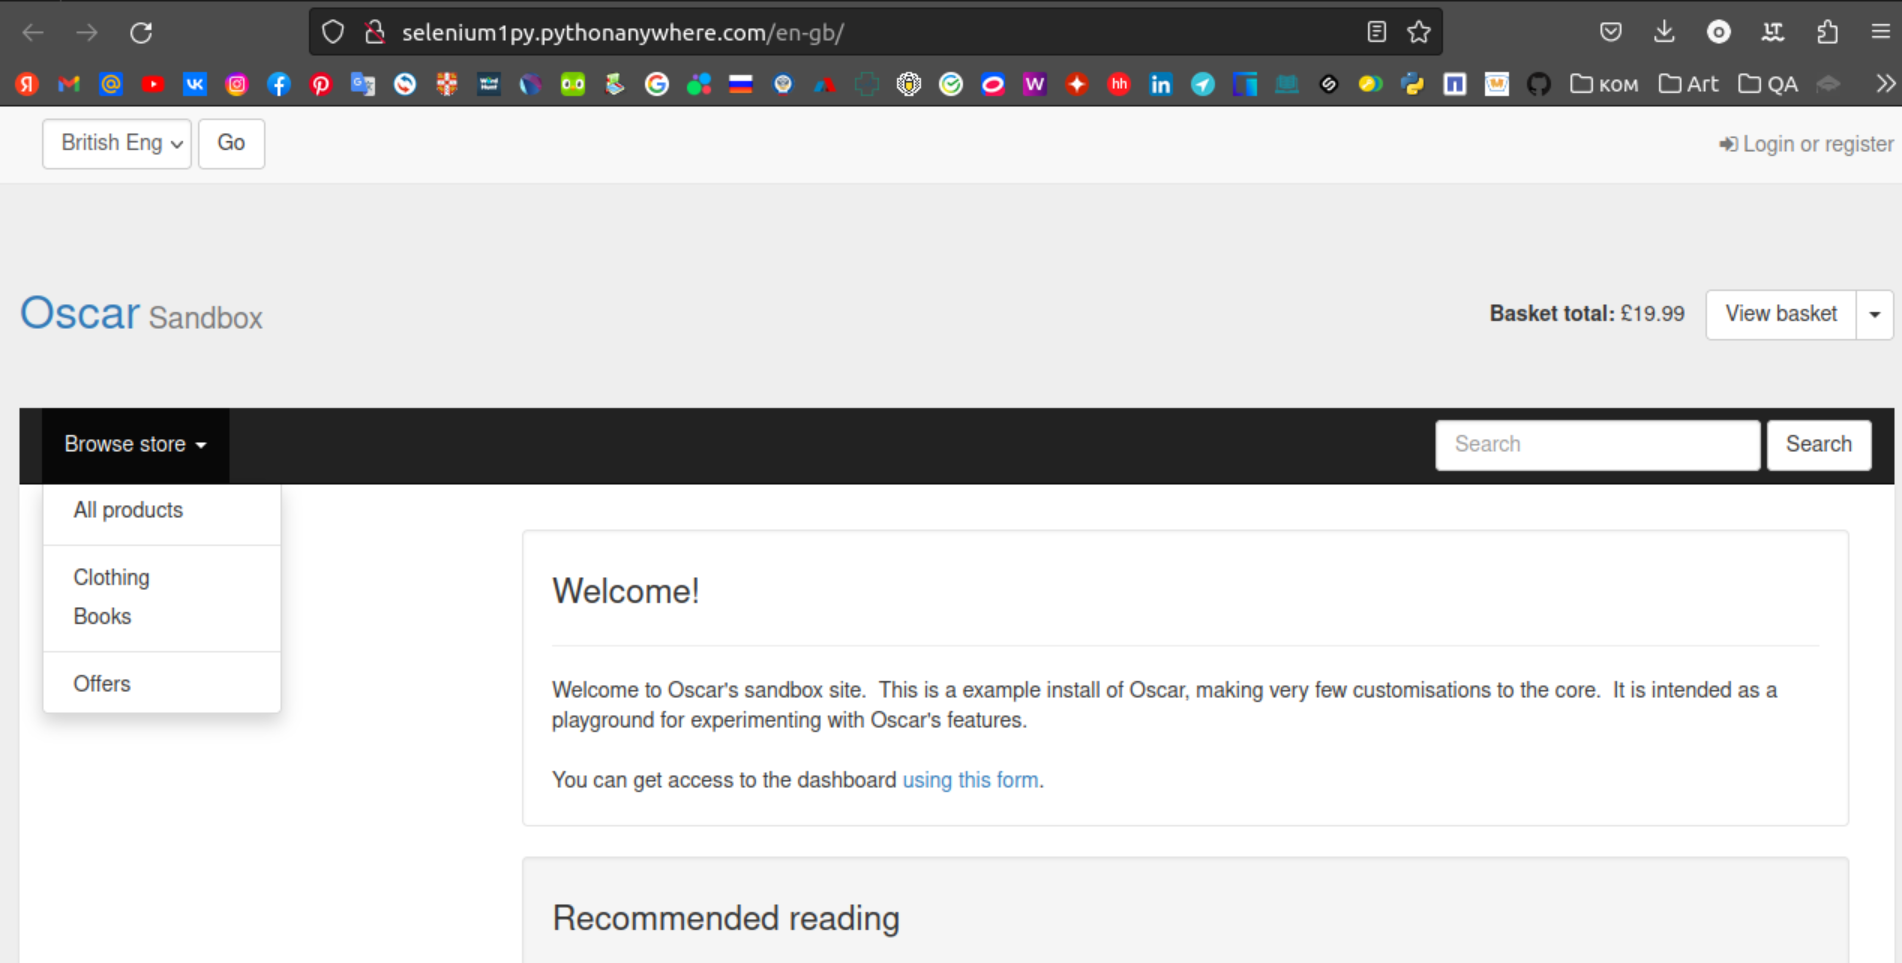 selenium1py.pythonanywhere.com/en-gb/
ком Art QA
British Eng Go Login or register
Oscar Sandbox
Basket total: £19.99 View basket
Browse store Search Search
All products
Clothing
Books
Offers
Welcome!
Welcome to Oscar's sandbox site. This is a example install of Oscar, making very few customisations to the core. It is intended as a
playground for experimenting with Oscar's features.
You can get access to the dashboard using this form.
Recommended reading